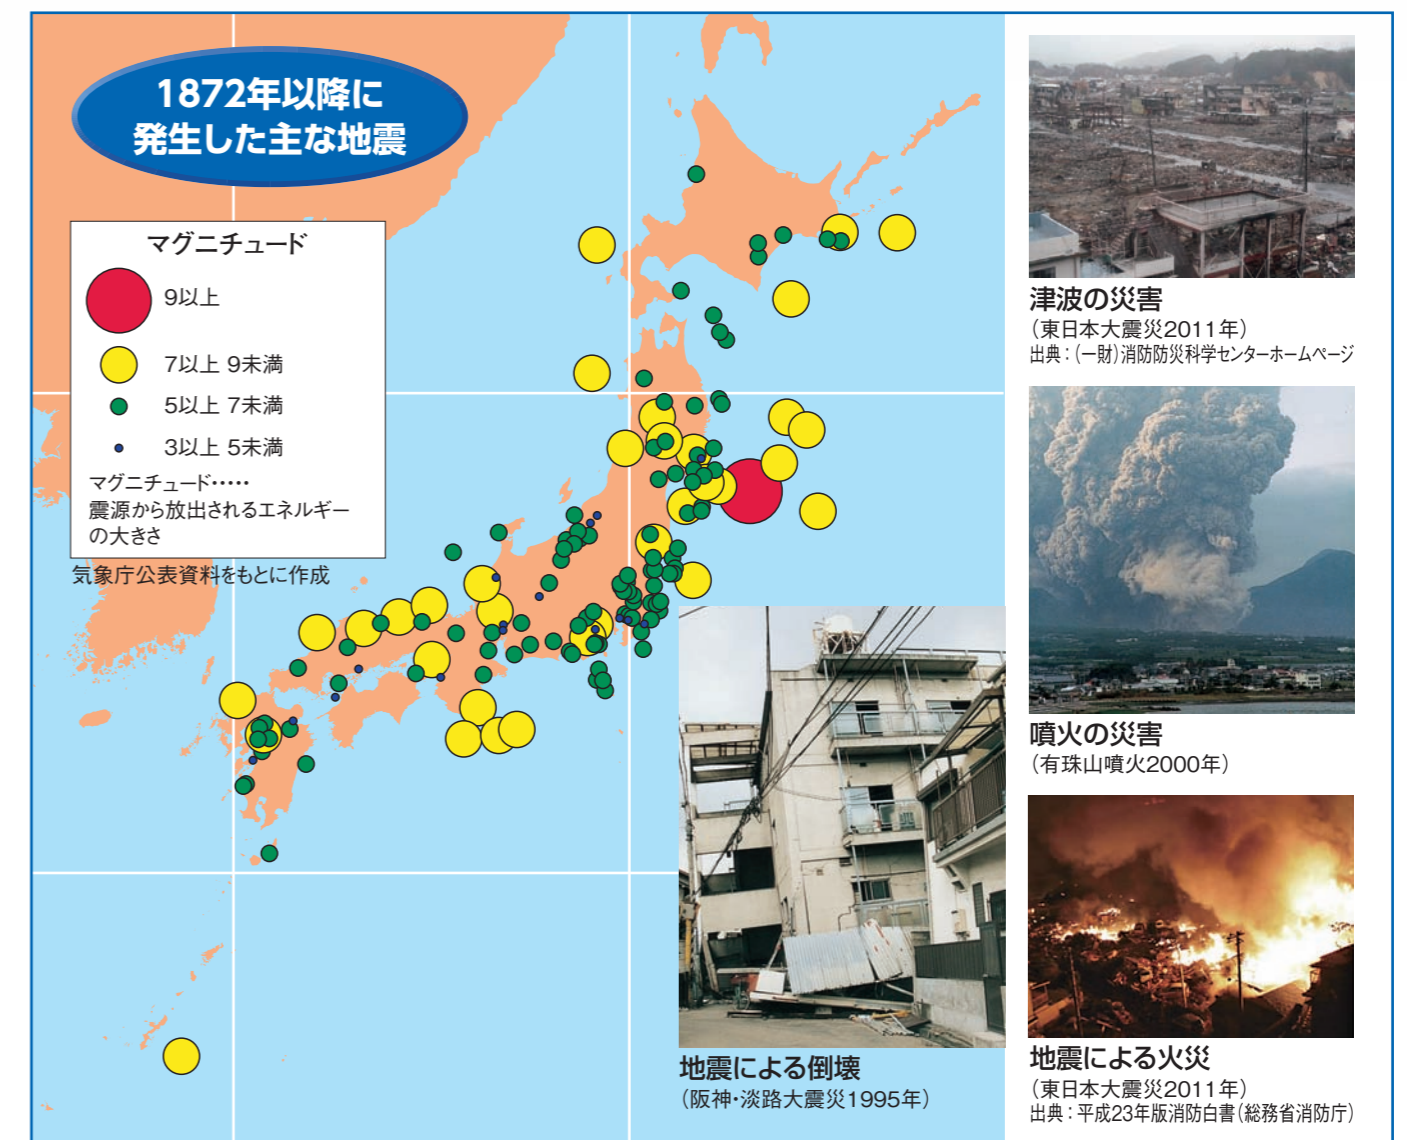 1872年以降に
発生した主な地震
マグニチュード
9以上
7以上 9未満
5以上 7未満
3以上 5未満
マグニチュード・・・・・
震源から放出されるエネルギー
の大きさ
気象庁公表資料をもとに作成
津波の災害
（東日本大震災2011年）
出典：（一財）消防防災科学センターホームページ
噴火の災害
（有珠山噴火2000年）
地震による倒壊
（阪神・淡路大震災1995年）
地震による火災
（東日本大震災2011年）
出典：平成23年版消防白書（総務省消防庁）